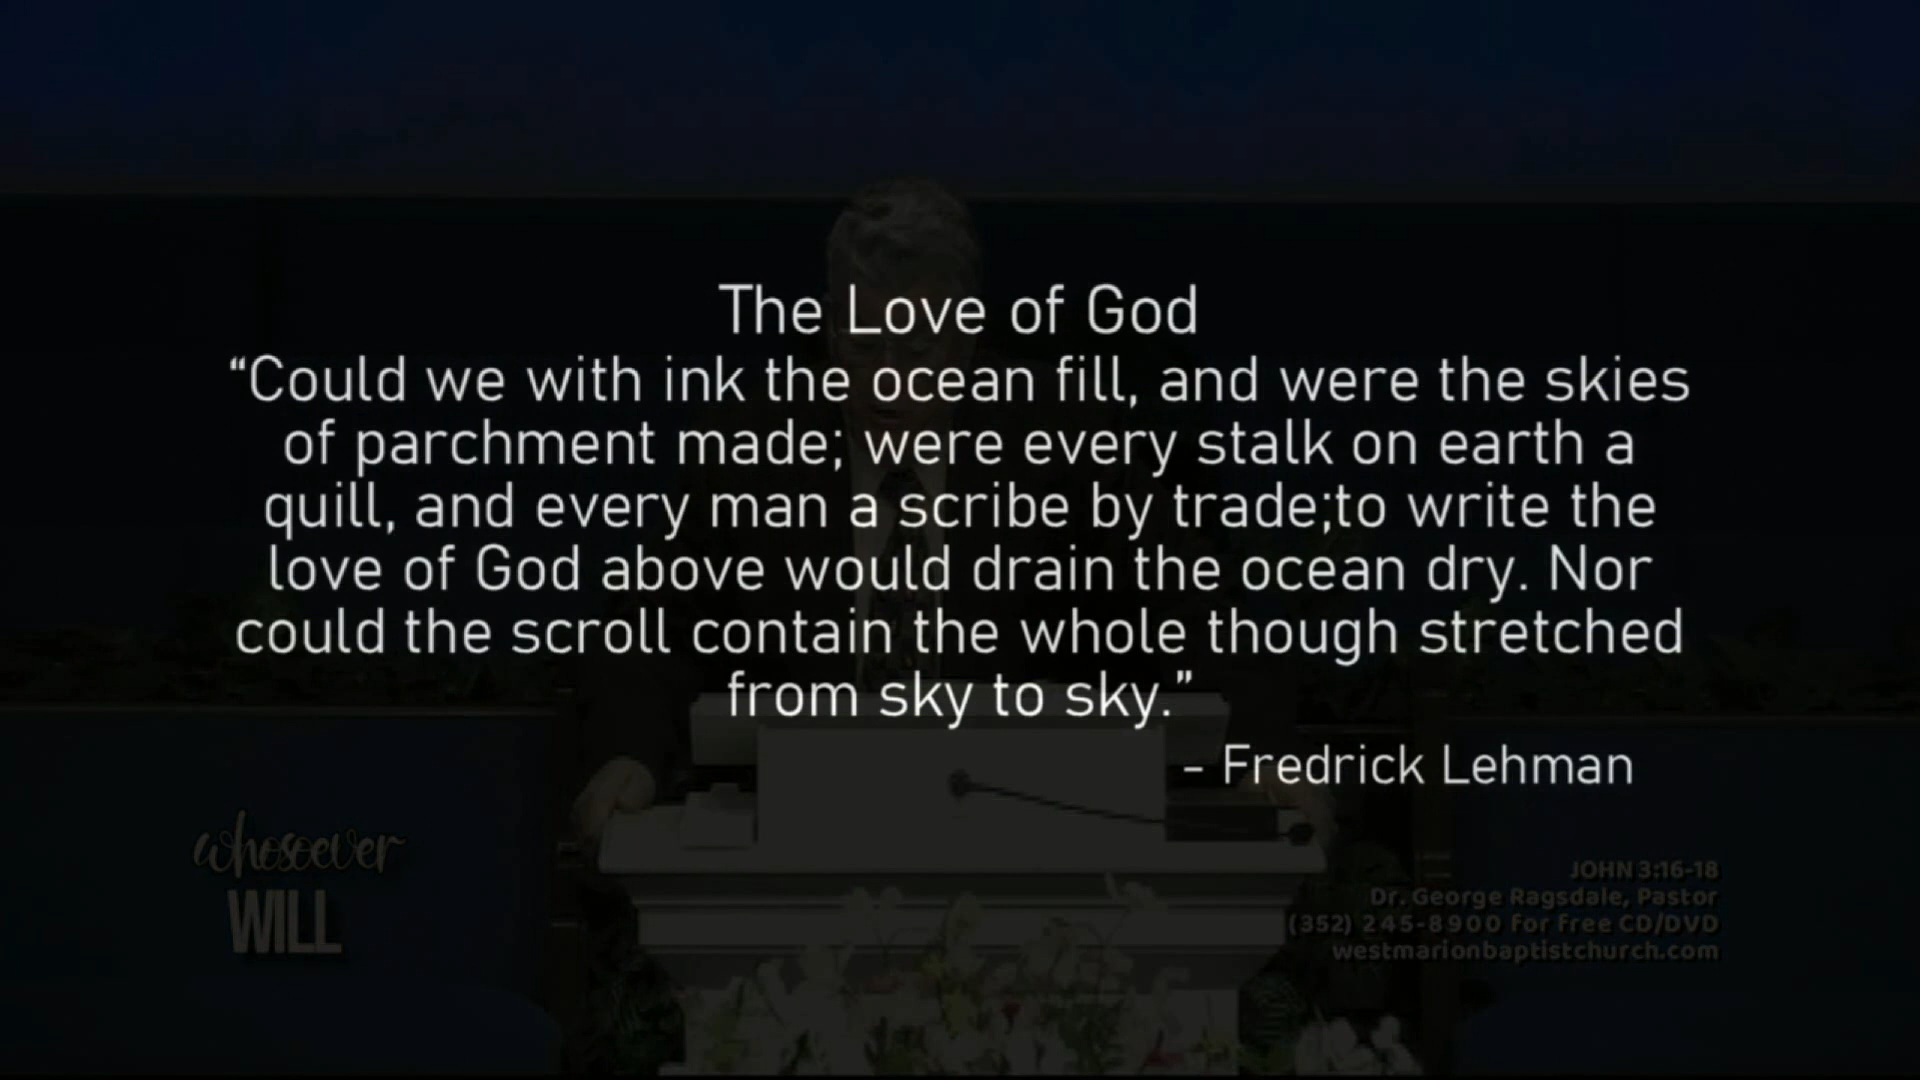 The Love of God
“Could we with ink the ocean fill, and were the skies
of parchment made; were every stalk on earth a
quill, and every man a scribe by trade;to write the
love of God above would drain the ocean dry. Nor
could the scroll contain the whole though stretched
from sky to sky.”
- Fredrick Lehman
whosoever
WILL
JOHN 3:16-18
Dr. George Ragsdale, Pastor
(352) 245-8900 for free CD/DVD
westmarionbaptistchurch.com